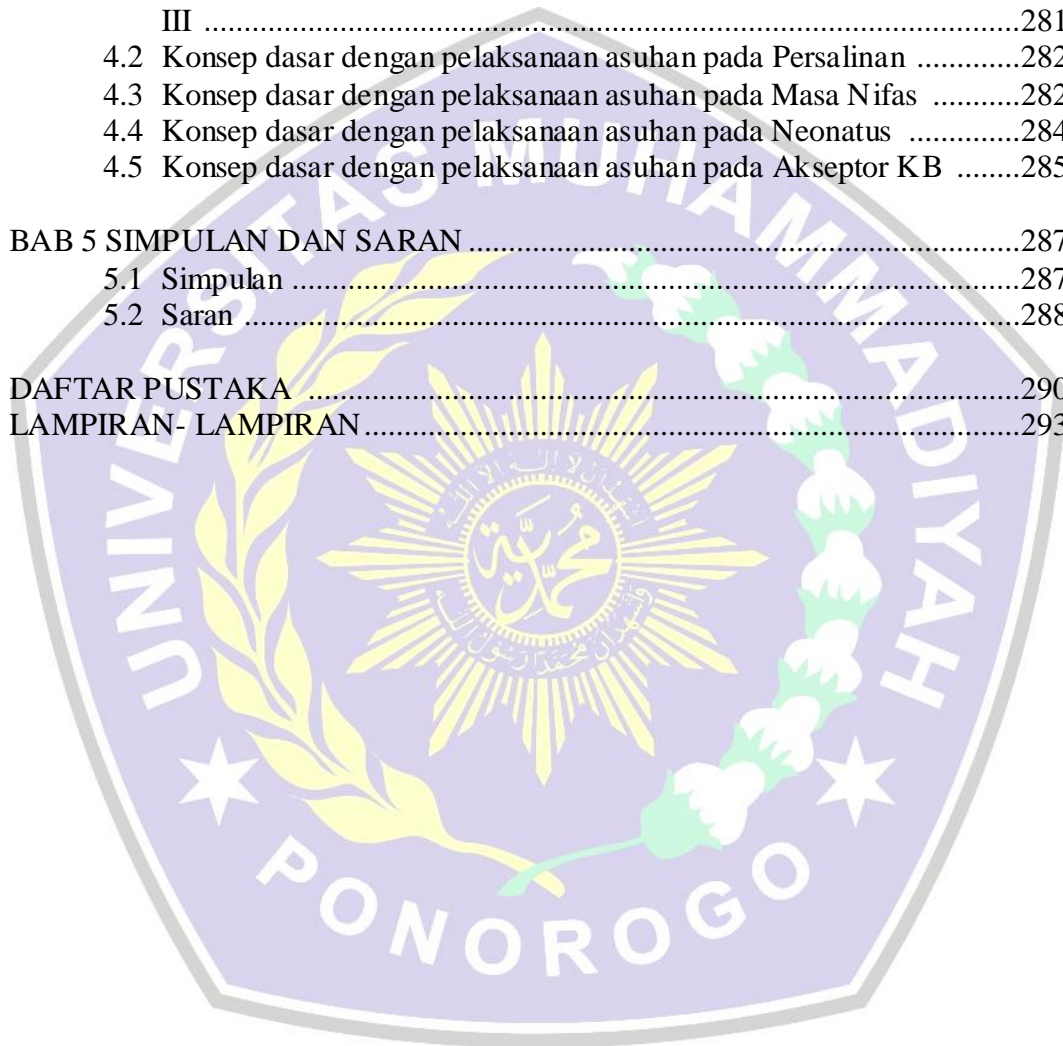 III ..............................................................................................281
4.2 Konsep dasar dengan pelaksanaan asuhan pada Persalinan .............282
4.3 Konsep dasar dengan pelaksanaan asuhan pada Masa Nifas ...........282
4.4 Konsep dasar dengan pelaksanaan asuhan pada Neonatus .............284
4.5 Konsep dasar dengan pelaksanaan asuhan pada Akseptor KB ........285
BAB 5 SIMPULAN DAN SARAN ..............................................................287
5.1 Simpulan ...................................................................................287
5.2 Saran .........................................................................................288
DAFTAR PUSTAKA ................................................................................290
LAMPIRAN- LAMPIRAN .........................................................................293
UNIVERSITAS MUHAMMADIYAH
PONOROGO
محمدية